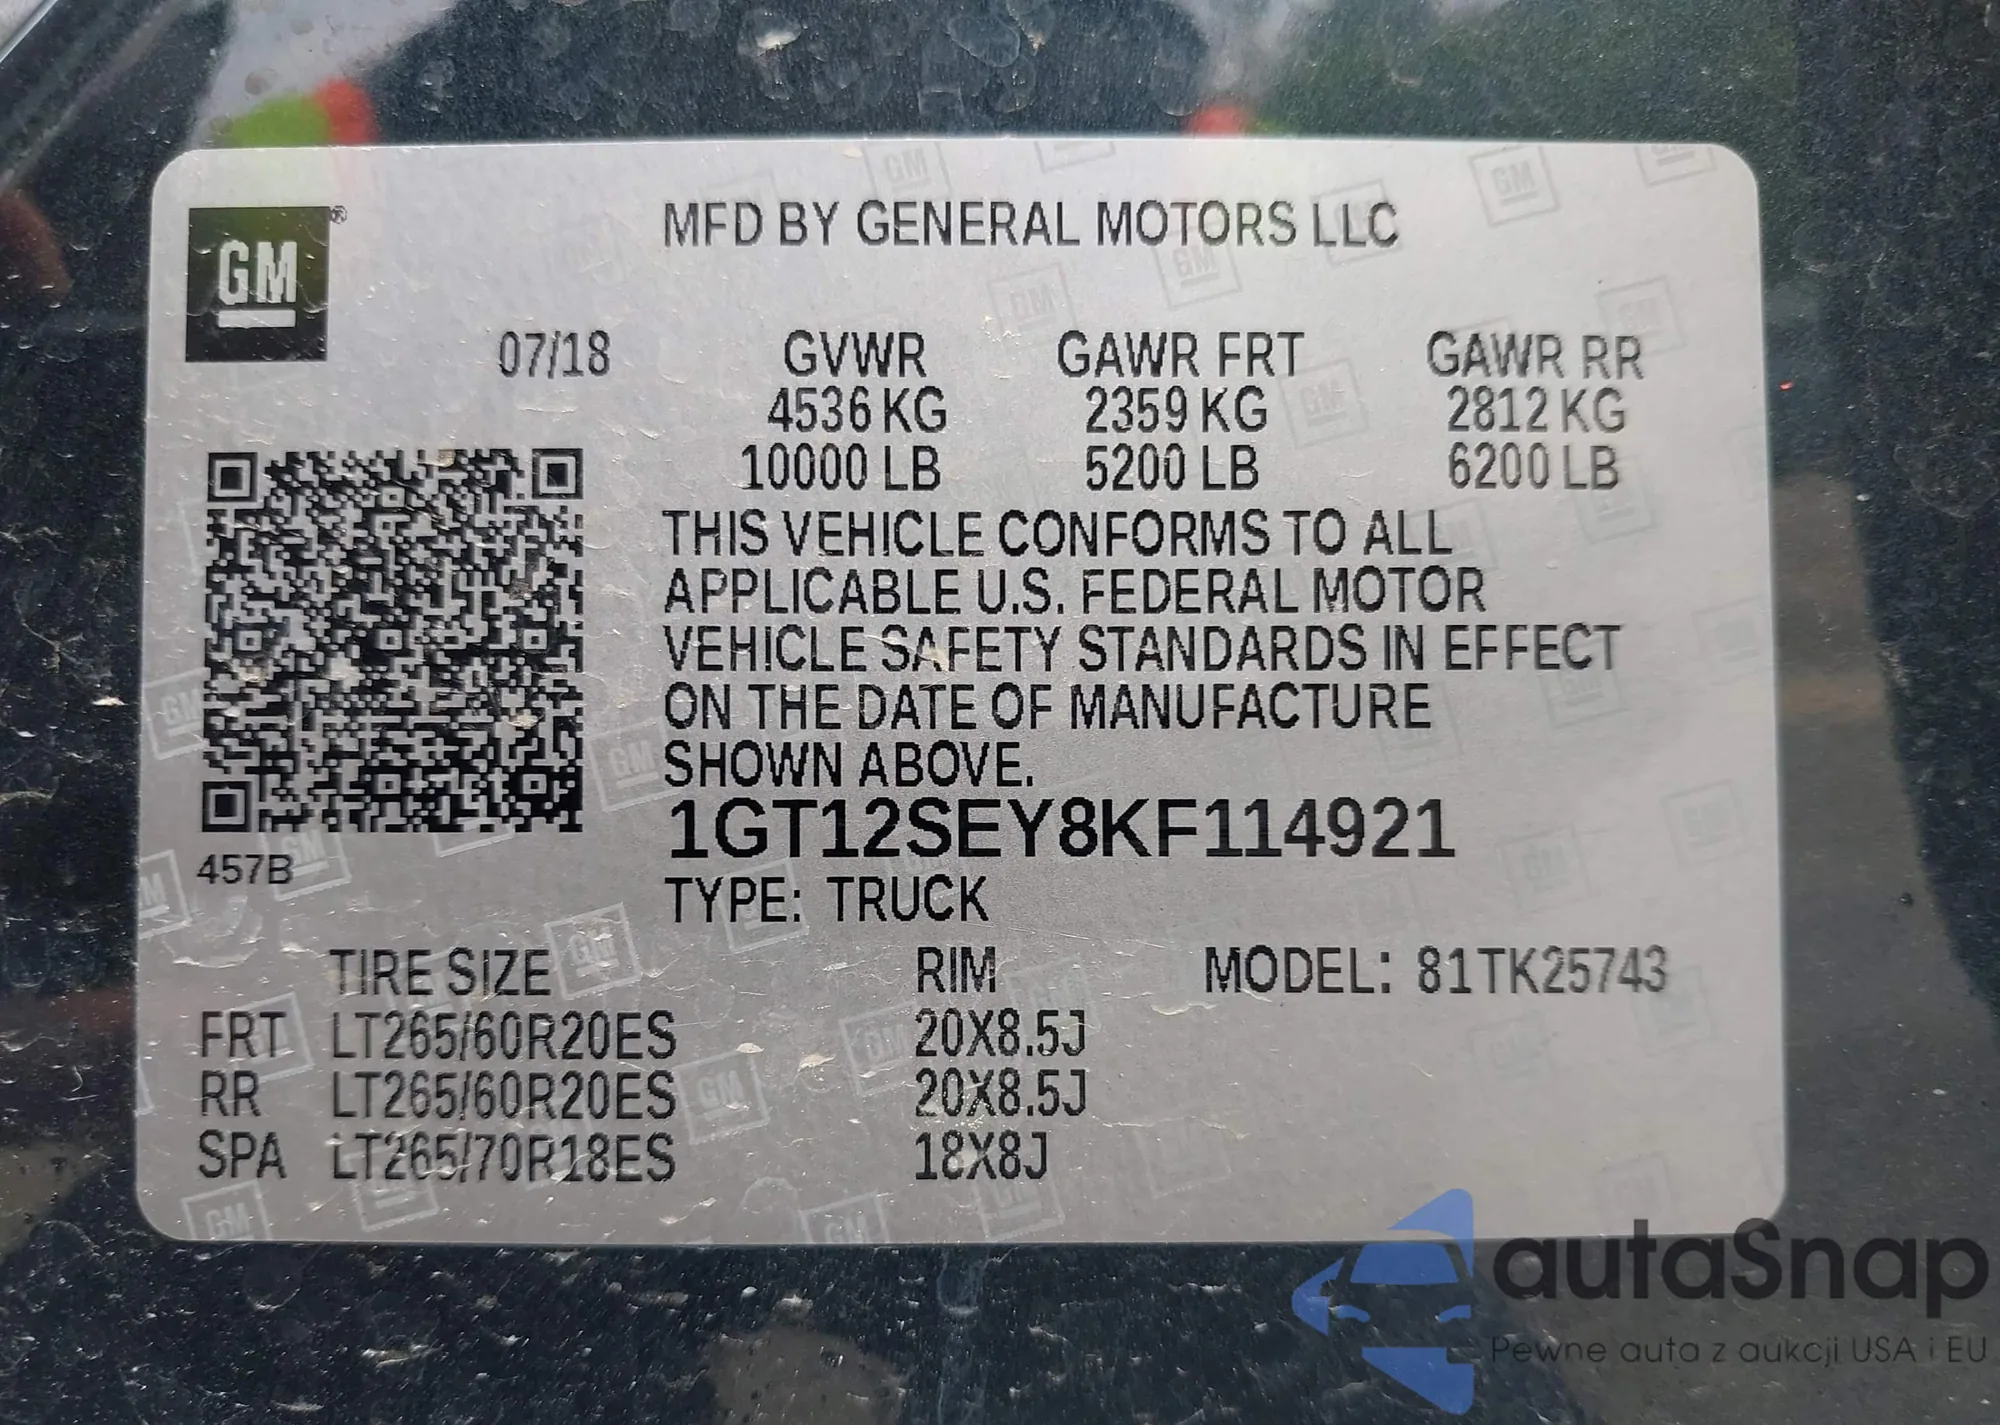 GM®
MFD BY GENERAL MOTORS LLC
07/18 GVWR GAWR FRT GAWR RR
4536 KG 2359 KG 2812 KG
10000 LB 5200 LB 6200 LB
THIS VEHICLE CONFORMS TO ALL
APPLICABLE U.S. FEDERAL MOTOR
VEHICLE SAFETY STANDARDS IN EFFECT
ON THE DATE OF MANUFACTURE
SHOWN ABOVE.
1GT12SEY8KF114921
457B
TYPE: TRUCK
TIRE SIZE RIM MODEL: 81TK25743
FRT LT265/60R20ES 20X8.5J
RR LT265/60R20ES 20X8.5J
SPA LT265/70R18ES 18X8J
autaSnap
Pewne auta z aukcji USA i EU